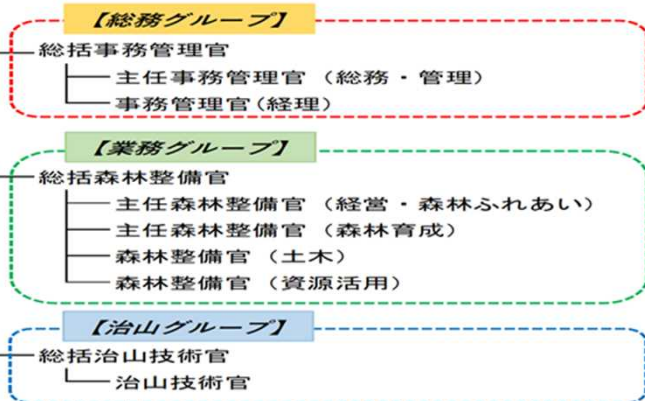 【総務グループ】
総括事務管理官
主任事務管理官（総務・管理）
事務管理官(経理)
【業務グループ】
総括森林整備官
主任森林整備官（経営・森林ふれあい）
主任森林整備官（森林育成）
森林整備官（土木）
森林整備官（資源活用）
【治山グループ】
総括治山技術官
治山技術官